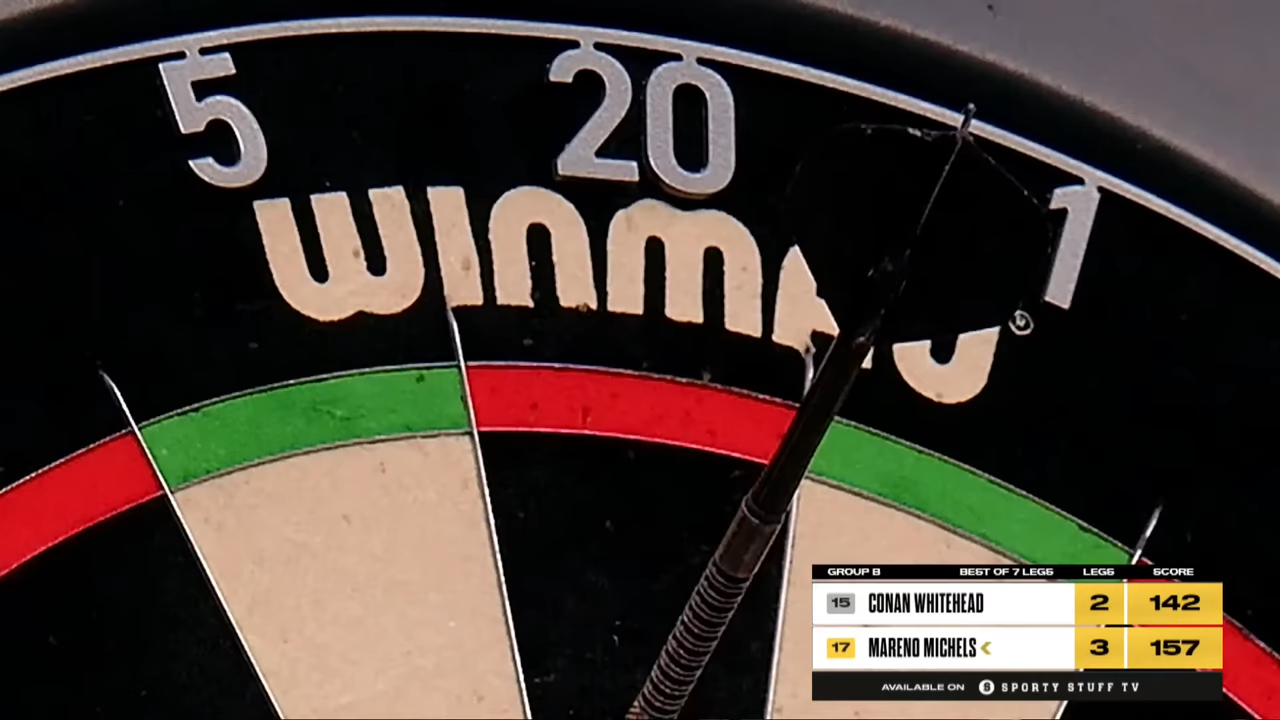 5 20 1
winmau®
GROUP B BEST OF 7 LEGS LEGS SCORE
15 CONAN WHITEHEAD 2 142
17 MARENO MICHELS 3 157
AVAILABLE ON S SPORTY STUFF TV